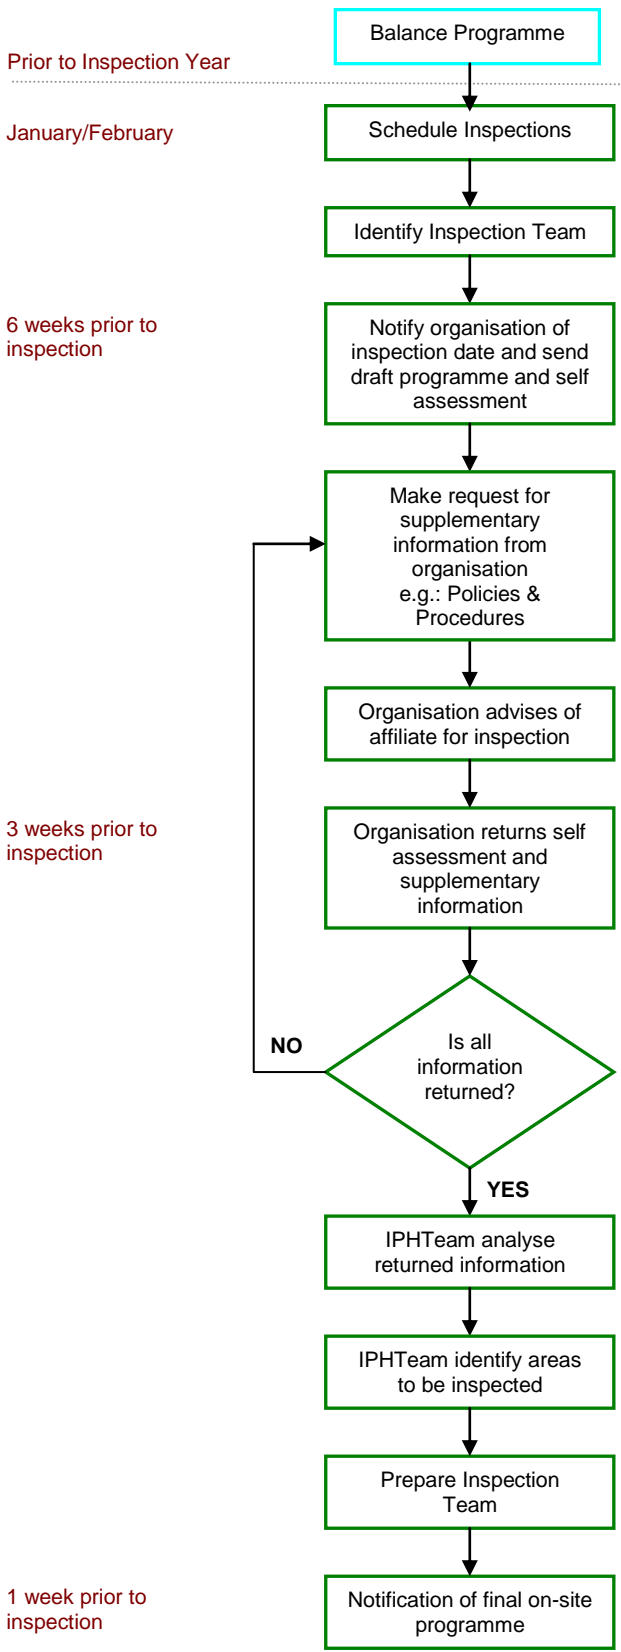 Balance Programme
Prior to Inspection Year
January/February
Schedule Inspections
Identify Inspection Team
6 weeks prior to
inspection
Notify organisation of
inspection date and send
draft programme and self
assessment
Make request for
supplementary
information from
organisation
e.g.: Policies &
Procedures
Organisation advises of
affiliate for inspection
3 weeks prior to
inspection
Organisation returns self
assessment and
supplementary
information
Is all
information
returned?
NO
YES
IPHTeam analyse
returned information
IPHTeam identify areas
to be inspected
Prepare Inspection
Team
1 week prior to
inspection
Notification of final on-site
programme